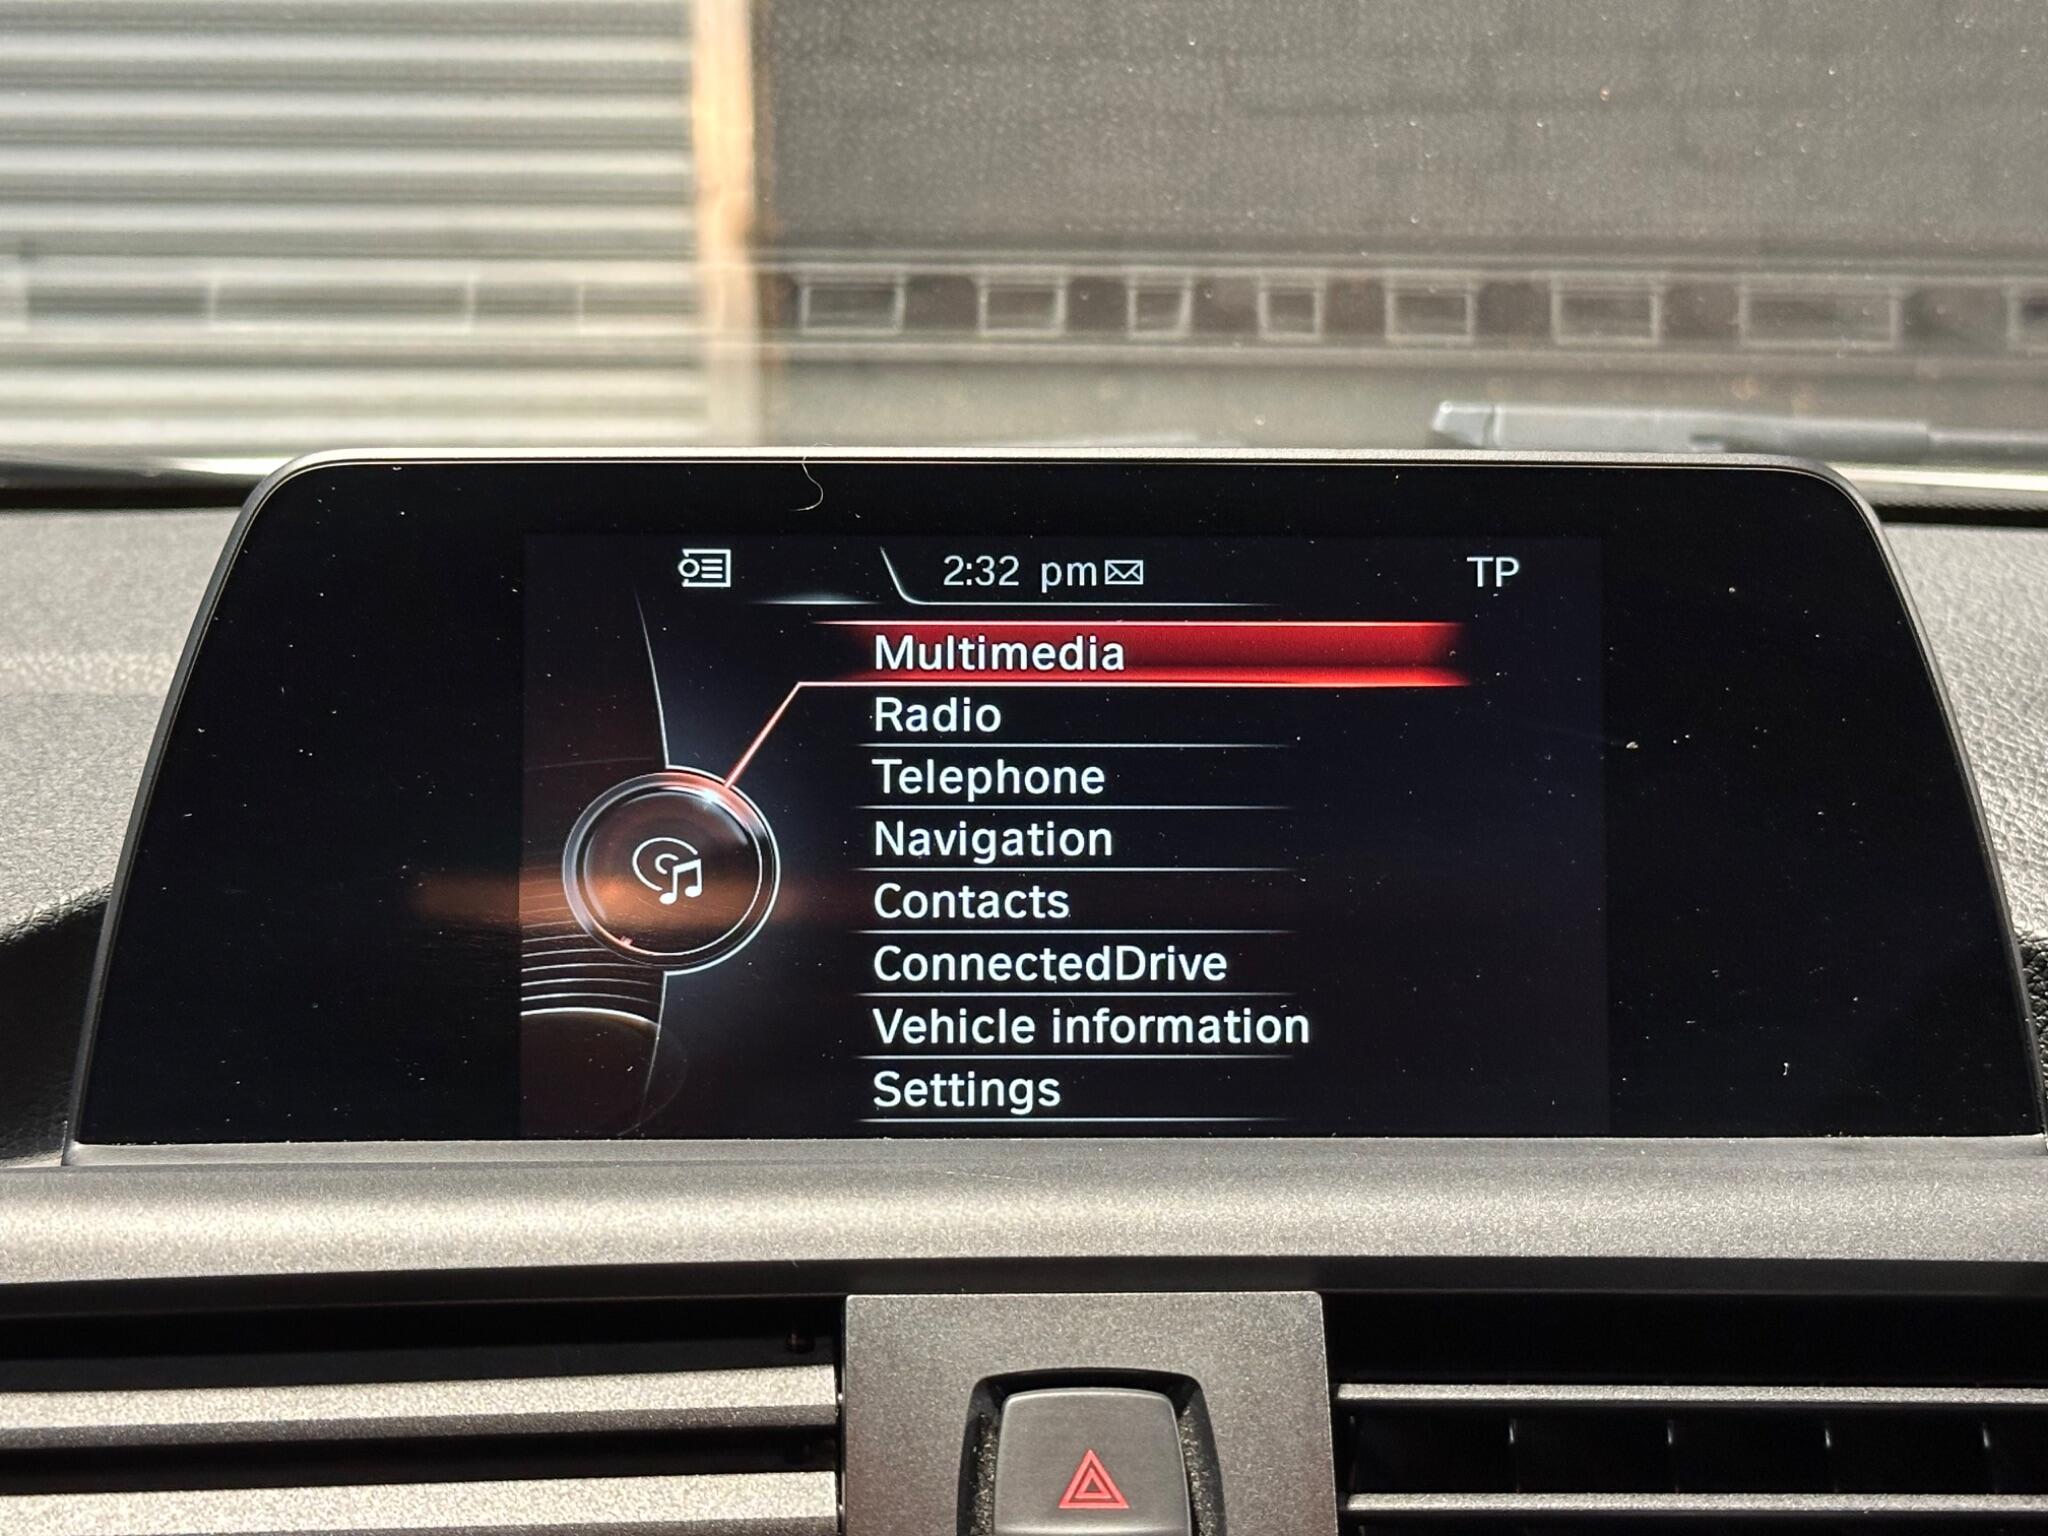 2:32 pm
TP
Multimedia
Radio
Telephone
Navigation
Contacts
ConnectedDrive
Vehicle information
Settings